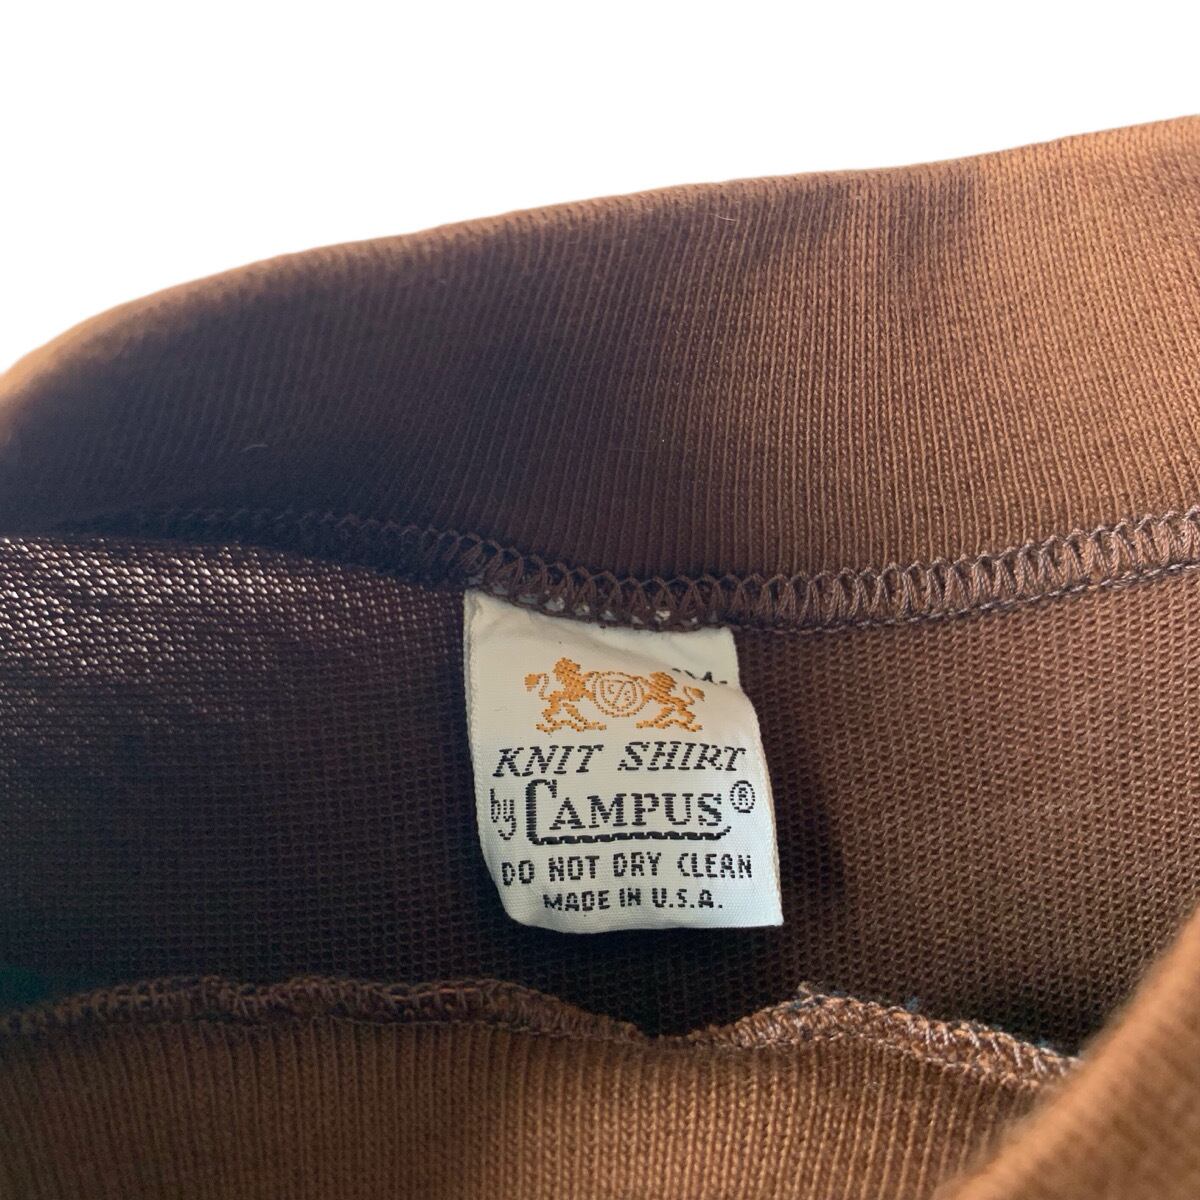 KNIT SHIRT
by CAMPUS®
DO NOT DRY CLEAN
MADE IN U.S.A.